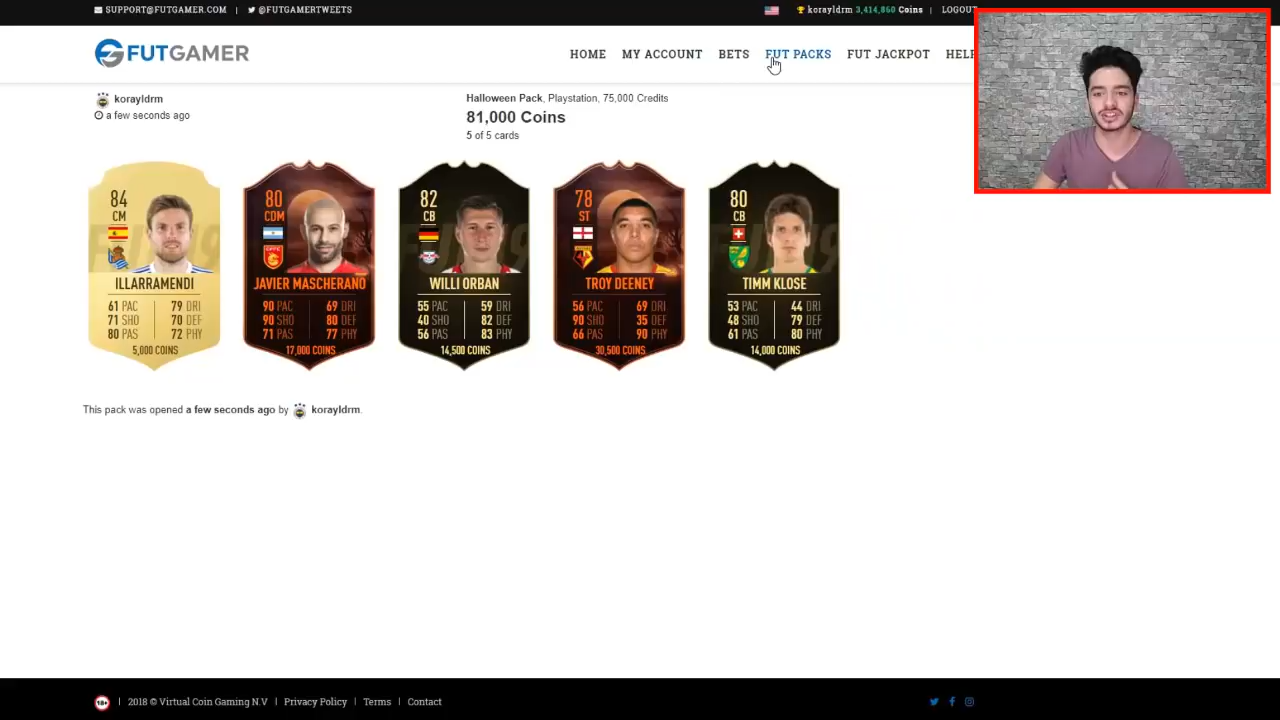 SUPPORT@FUTGAMER.COM | @FUTGAMERTWEETS korayldrm 3,414,860 Coins | LOGOUT
FUTGAMER HOME MY ACCOUNT BETS FUT PACKS FUT JACKPOT HELP
korayldrm
a few seconds ago
Halloween Pack, Playstation, 75,000 Credits
81,000 Coins
5 of 5 cards
84
CM
ILLARRAMENDI
61 PAC 79 DRI
71 SHO 70 DEF
80 PAS 72 PHY
5,000 COINS
80
CDM
JAVIER MASCHERANO
90 PAC 69 DRI
90 SHO 80 DEF
71 PAS 77 PHY
17,000 COINS
82
CB
WILLI ORBAN
55 PAC 59 DRI
40 SHO 82 DEF
56 PAS 83 PHY
14,500 COINS
78
ST
TROY DEENEY
56 PAC 69 DRI
90 SHO 35 DEF
66 PAS 90 PHY
30,500 COINS
80
CB
TIMM KLOSE
53 PAC 44 DRI
48 SHO 79 DEF
61 PAS 80 PHY
14,000 COINS
This pack was opened a few seconds ago by korayldrm.
18+ | 2018 © Virtual Coin Gaming N.V | Privacy Policy | Terms | Contact